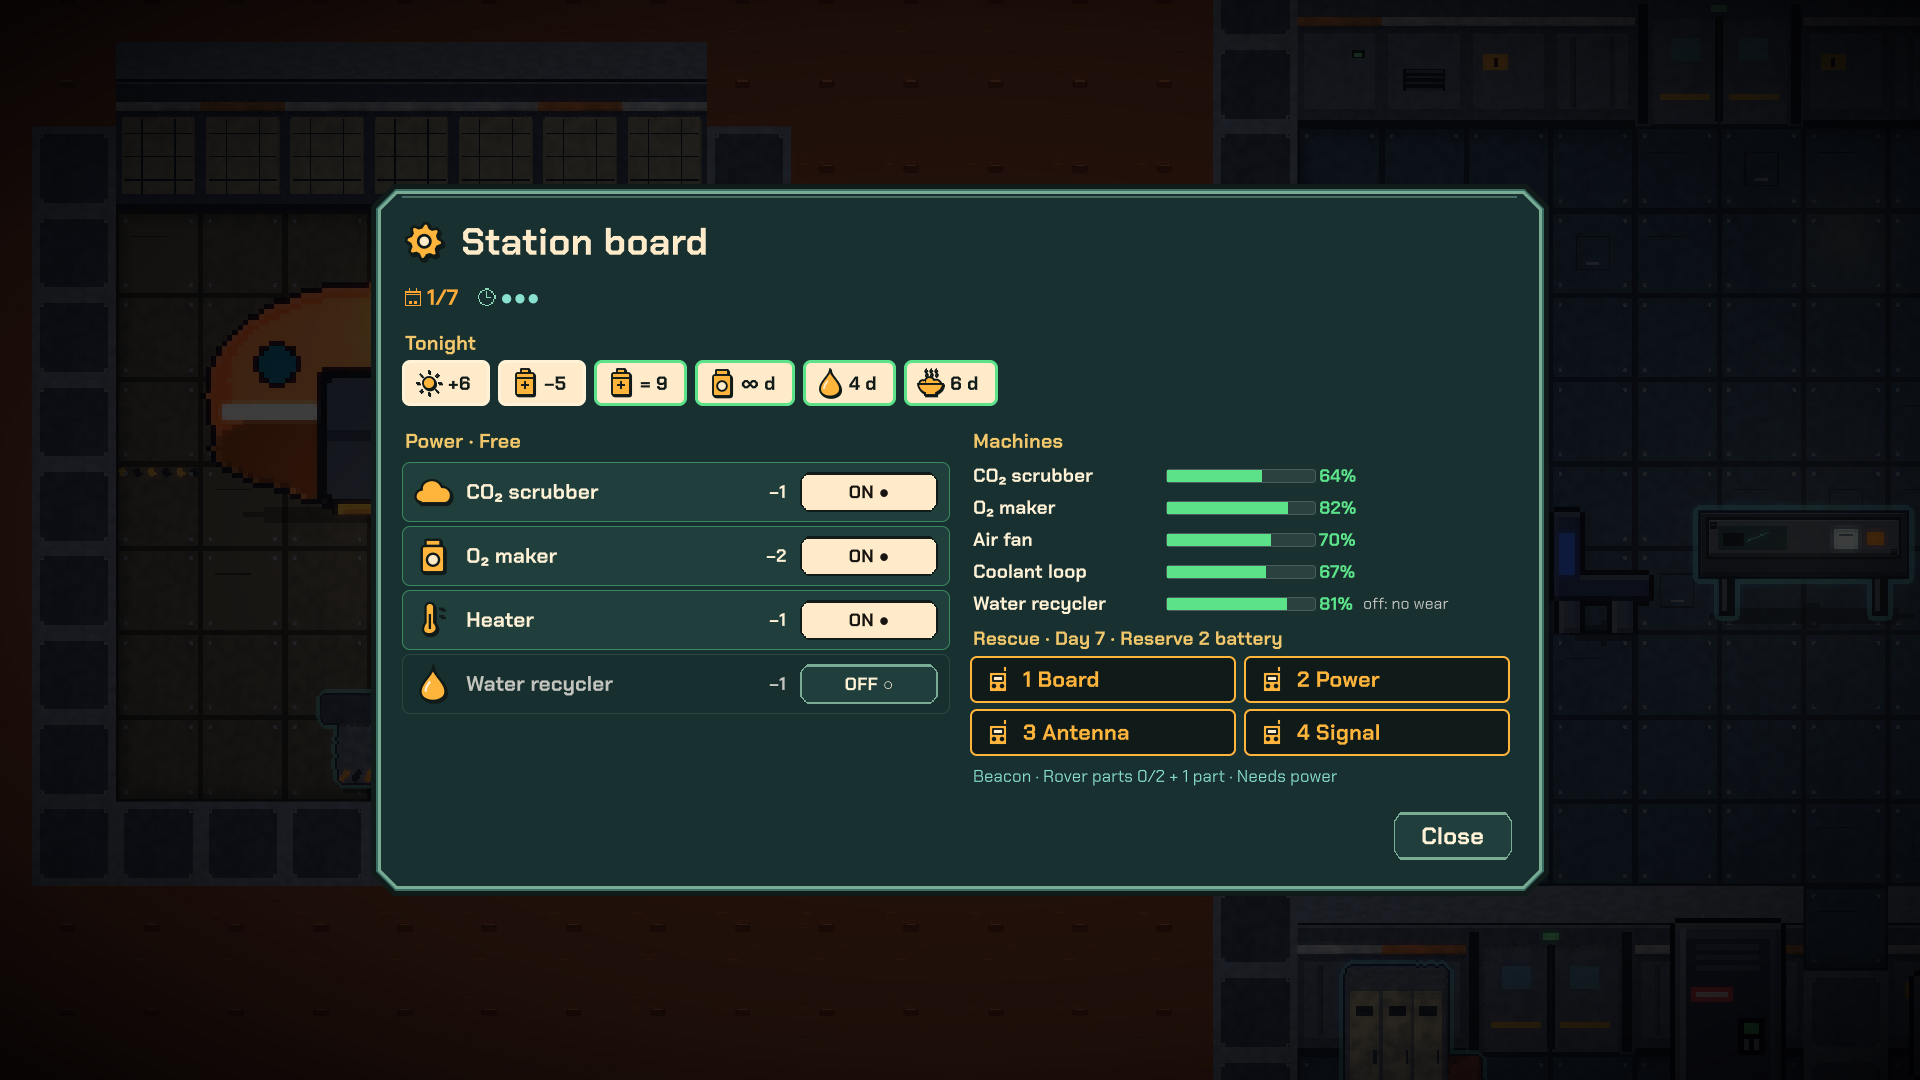 Station board
1/7
Tonight
+6 −5 = 9 ∞ d 4 d 6 d
Power · Free
CO₂ scrubber −1 ON
O₂ maker −2 ON
Heater −1 ON
Water recycler −1 OFF
Machines
CO₂ scrubber 64%
O₂ maker 82%
Air fan 70%
Coolant loop 67%
Water recycler 81% off: no wear
Rescue · Day 7 · Reserve 2 battery
1 Board 2 Power
3 Antenna 4 Signal
Beacon · Rover parts 0/2 + 1 part · Needs power
Close